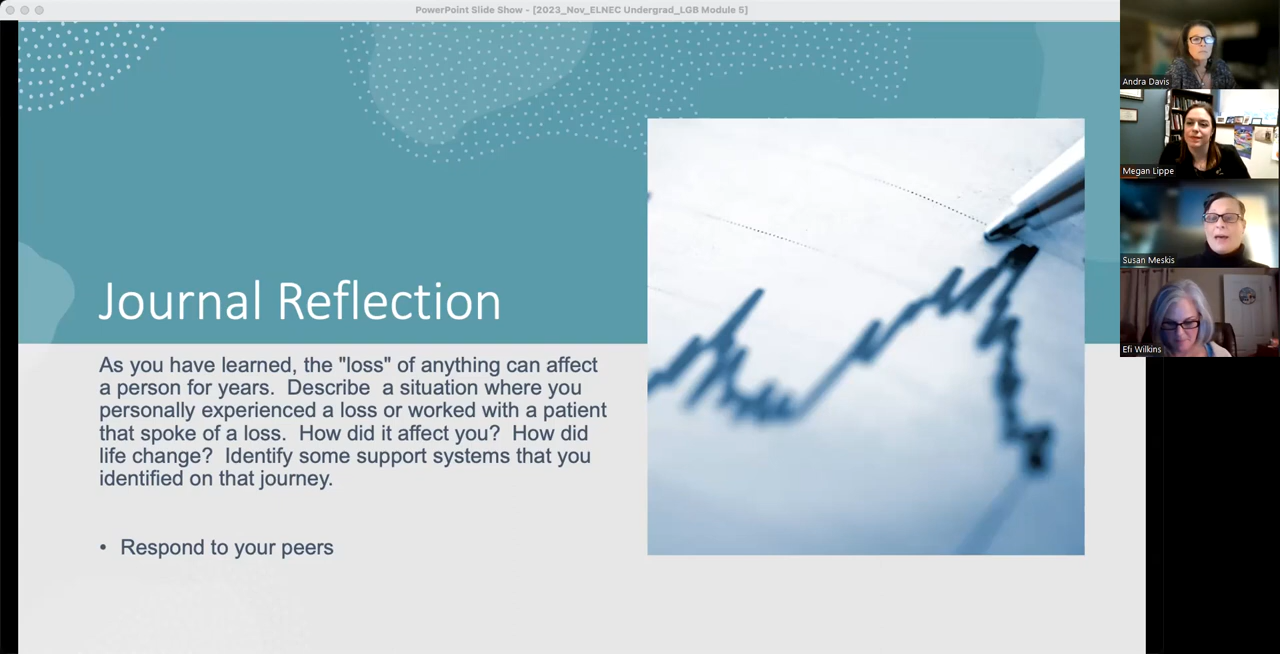 PowerPoint Slide Show - [2023_Nov_ELNEC Undergrad_LGB Module 5]
Journal Reflection
As you have learned, the "loss" of anything can affect
a person for years.  Describe  a situation where you
personally experienced a loss or worked with a patient
that spoke of a loss.  How did it affect you?  How did
life change?  Identify some support systems that you
identified on that journey.
• Respond to your peers
Andra Davis
Megan Lippe
Susan Meskis
Efi Wilkins